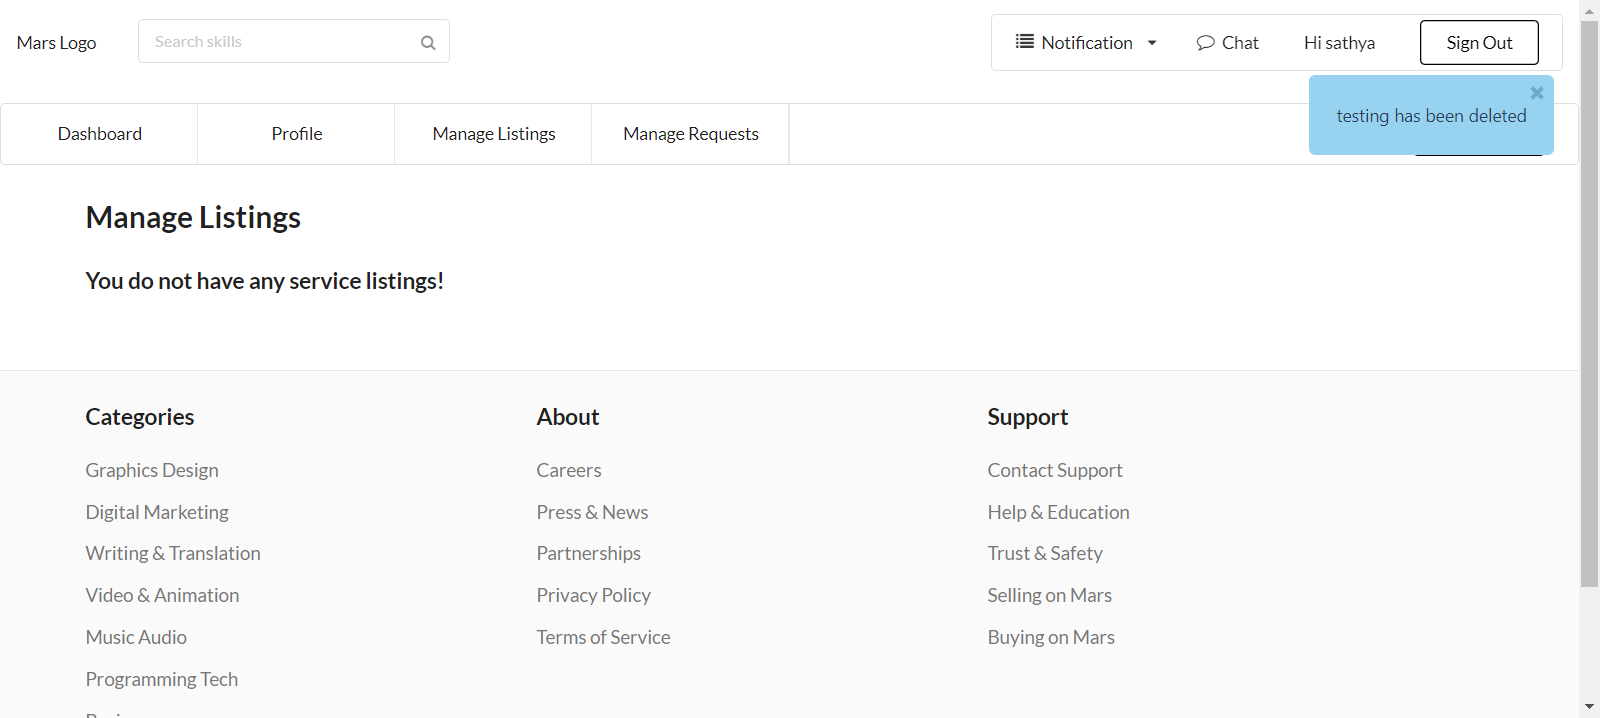 Mars Logo
Search skills
Notification
Chat
Hi sathya
Sign Out
testing has been deleted
Dashboard
Profile
Manage Listings
Manage Requests
Manage Listings
You do not have any service listings!
Categories
Graphics Design
Digital Marketing
Writing & Translation
Video & Animation
Music Audio
Programming Tech
About
Careers
Press & News
Partnerships
Privacy Policy
Terms of Service
Support
Contact Support
Help & Education
Trust & Safety
Selling on Mars
Buying on Mars